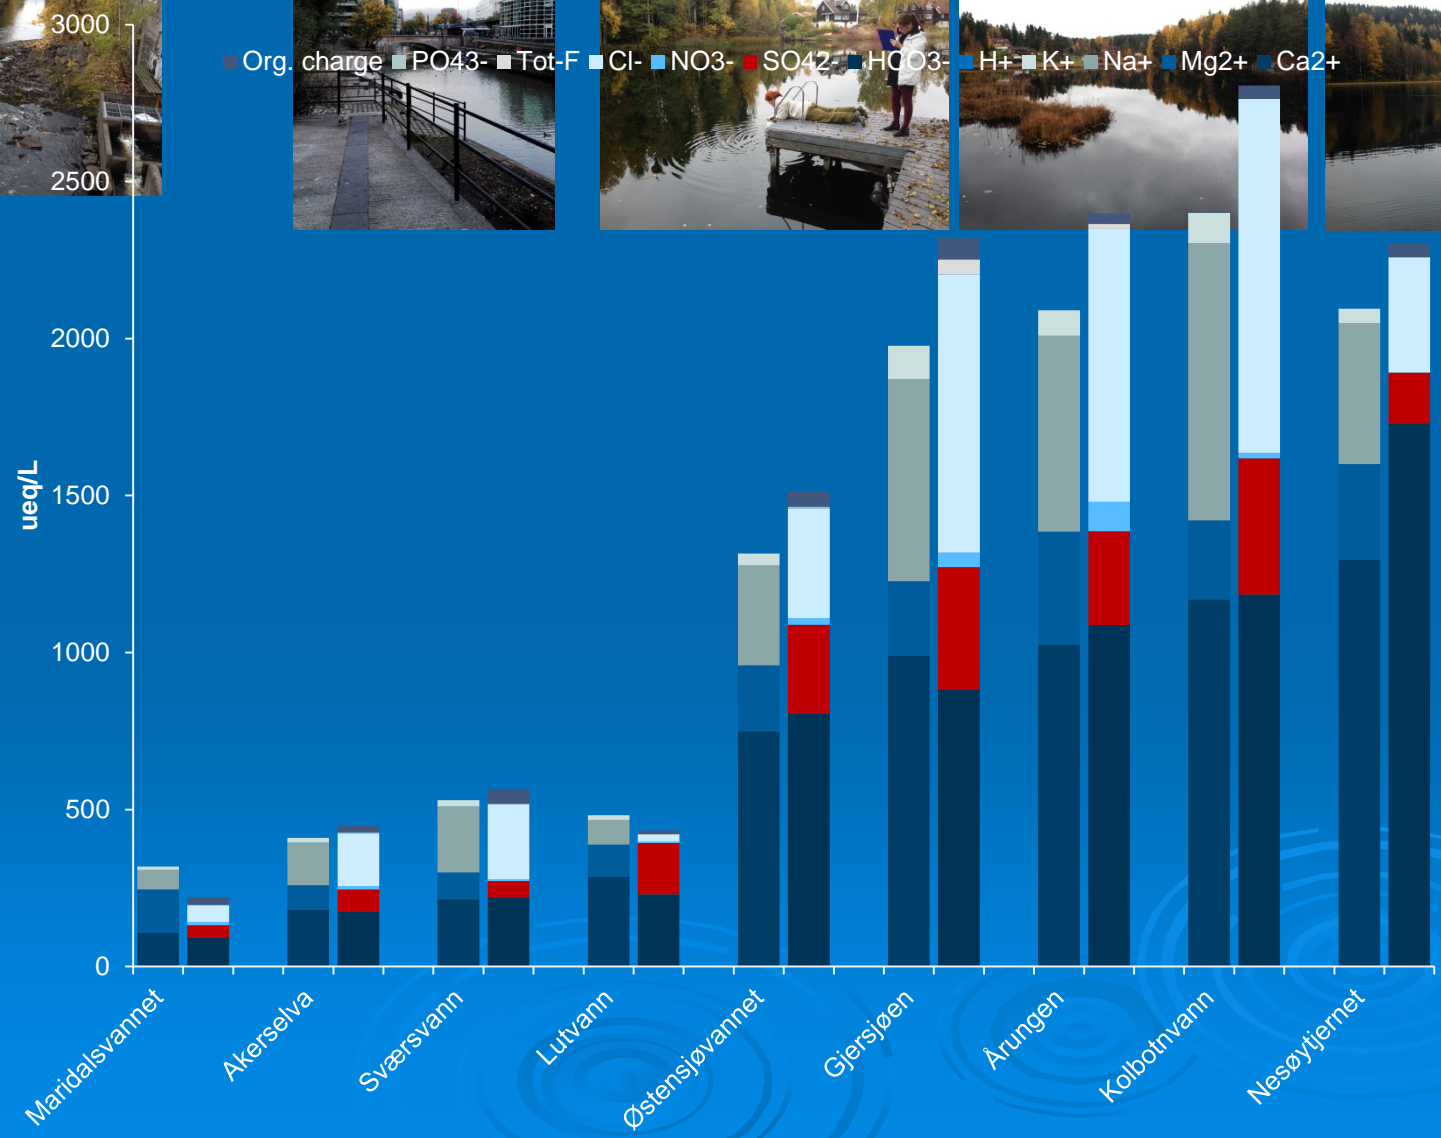 Org. charge PO43- Tot-F Cl- NO3- SO42- HCO3- H+ K+ Na+ Mg2+ Ca2+
ueq/L
3000
2500
2000
1500
1000
500
0
Maridalsvannet
Akerselva
Sværsvann
Lutvann
Østensjøvannet
Gjersjøen
Årungen
Kolbotnvann
Nesøytjernet